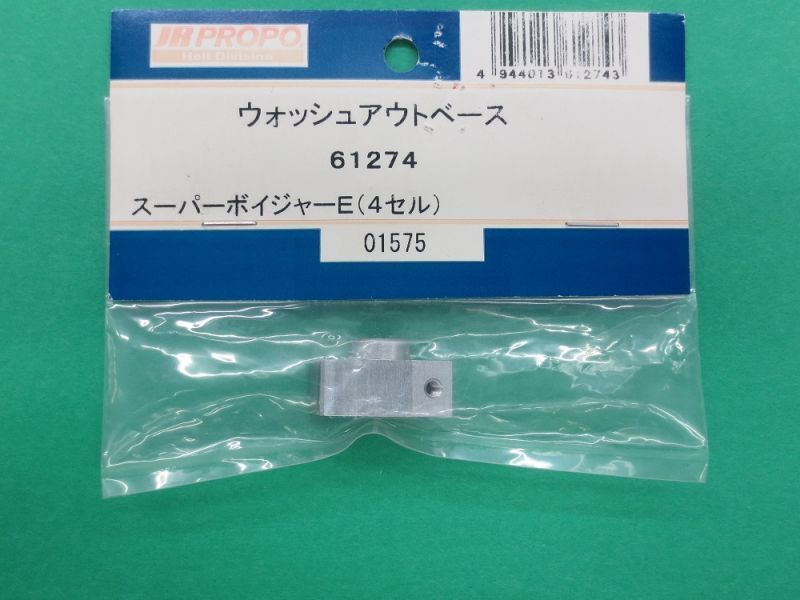 JR PROPO
Heli Division
4 944013 612743
ウォッシュアウトベース
61274
スーパーボイジャーE(4セル)
01575